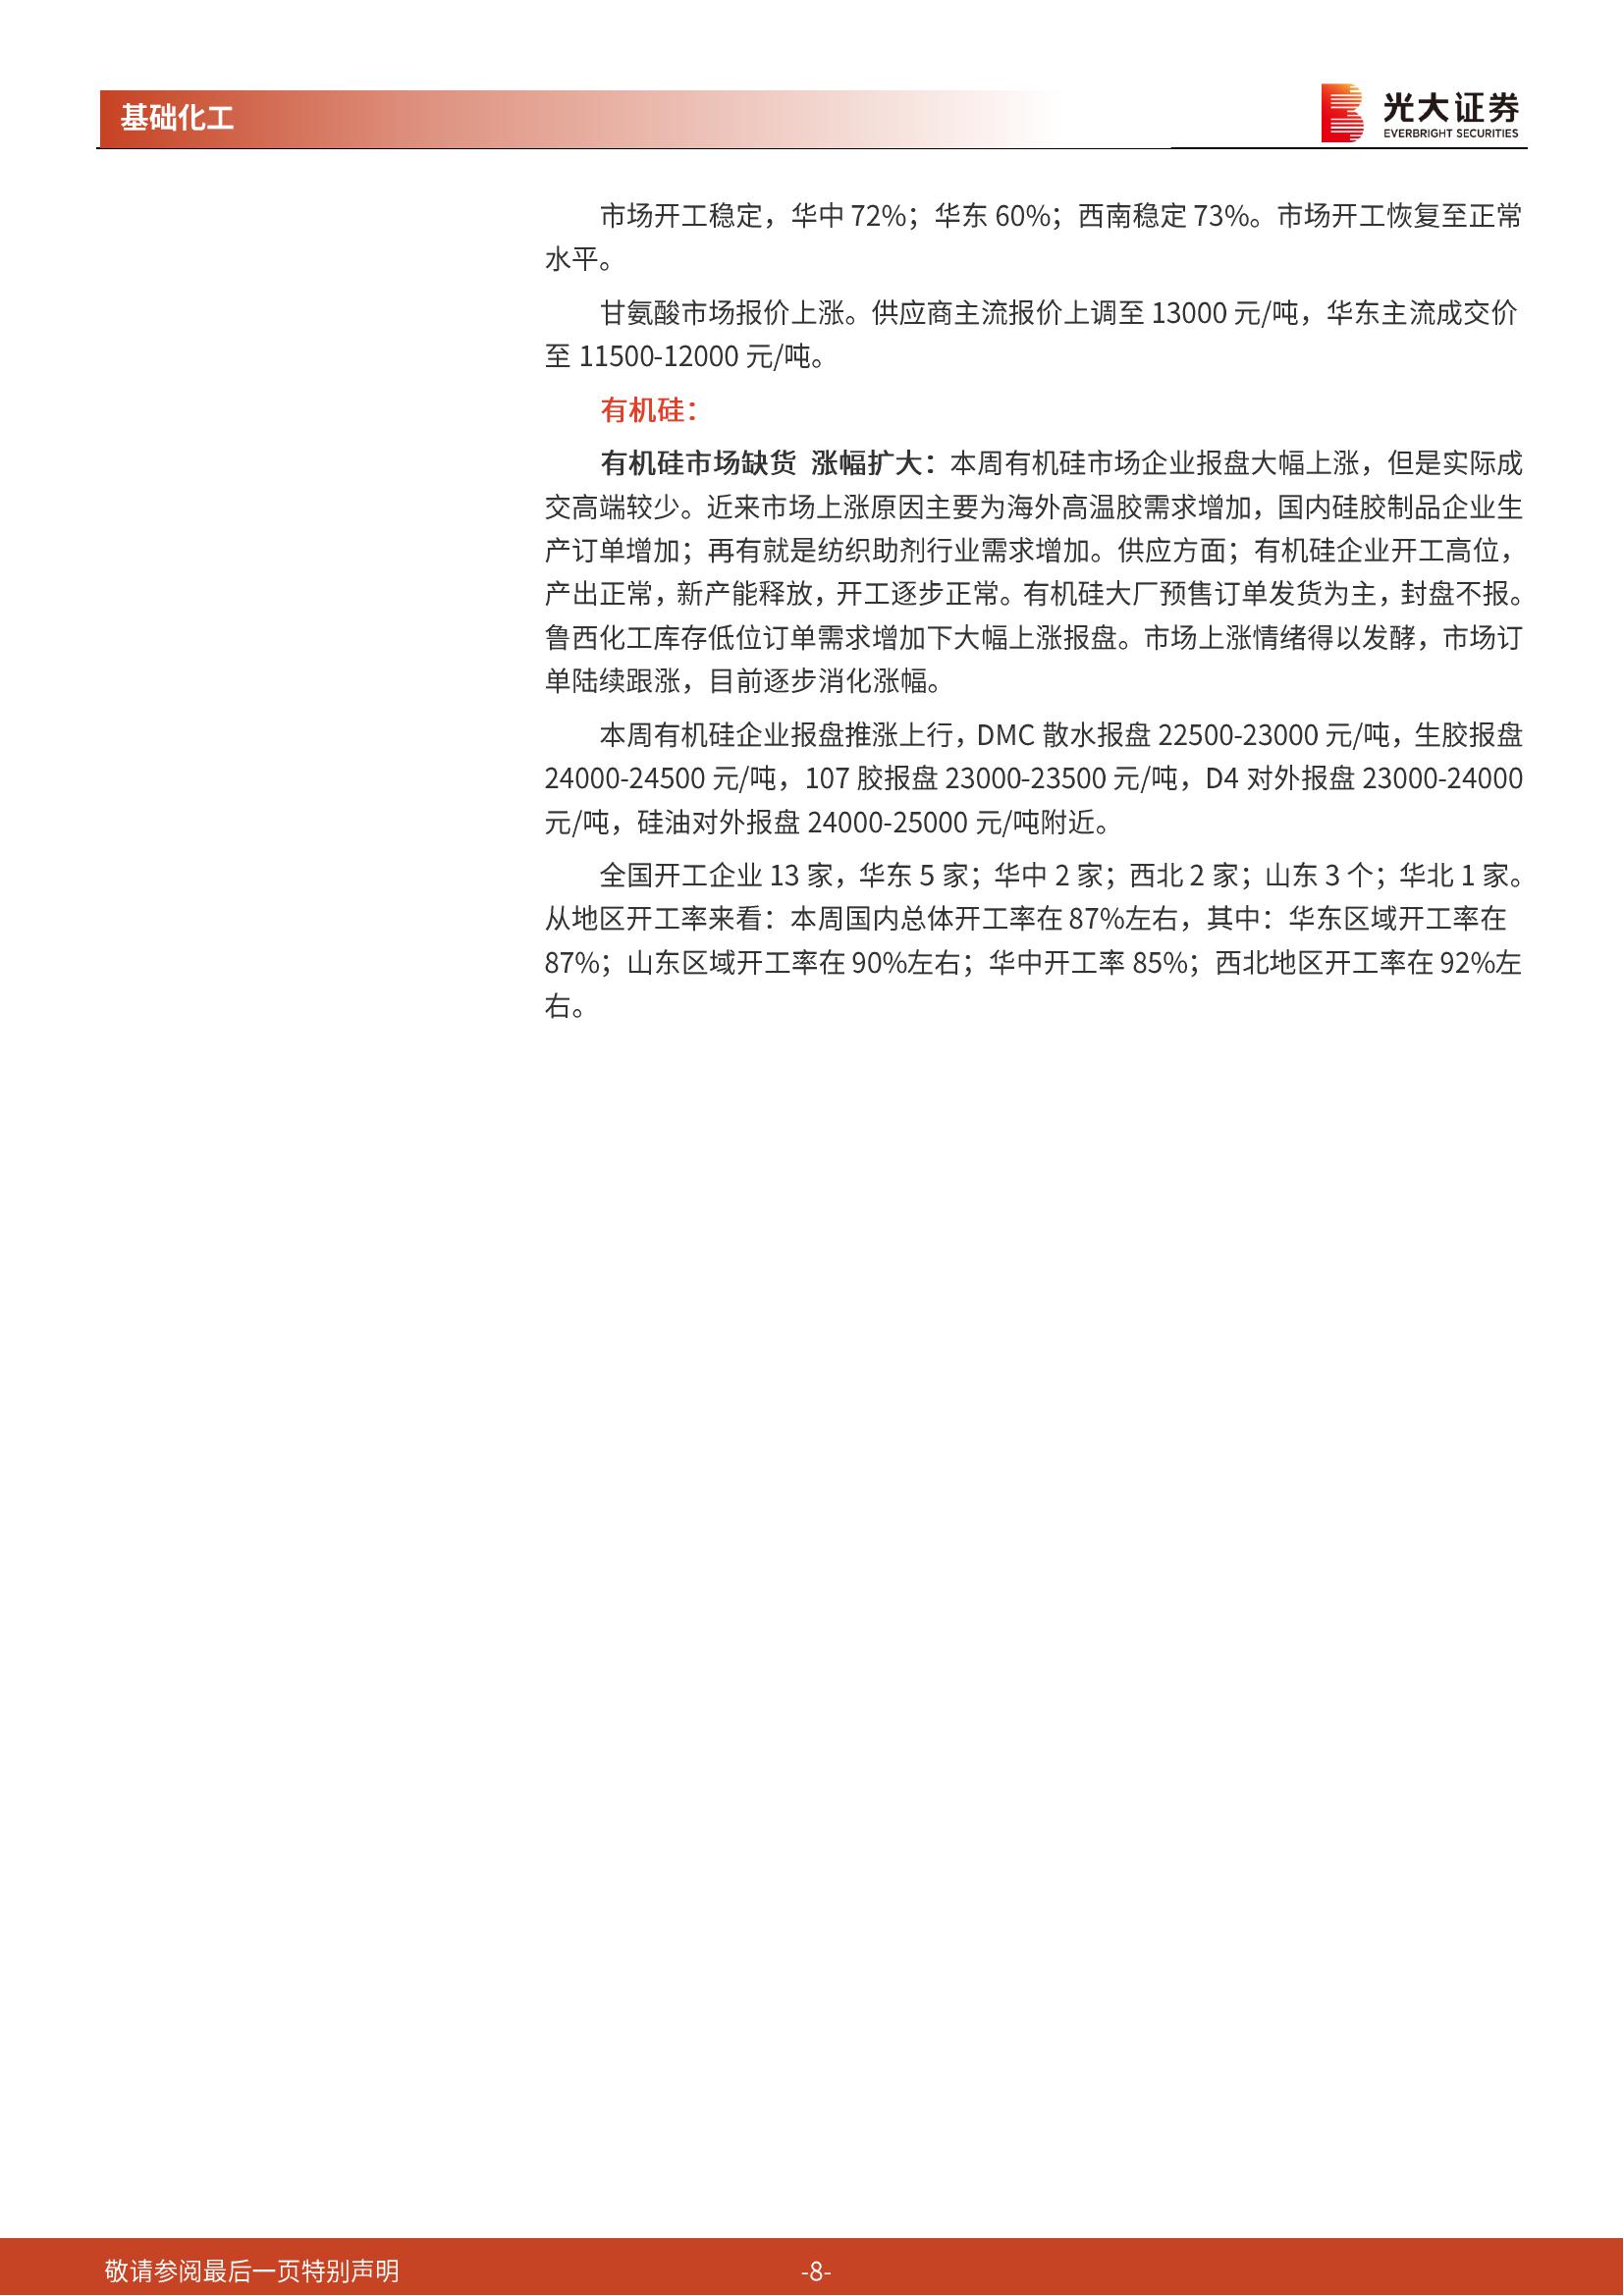 基础化工
光大证券
EVERBRIGHT SECURITIES
市场开工稳定，华中 72%；华东 60%；西南稳定 73%。市场开工恢复至正常
水平。
甘氨酸市场报价上涨。供应商主流报价上调至 13000 元/吨，华东主流成交价
至 11500-12000 元/吨。
有机硅：
有机硅市场缺货 涨幅扩大：本周有机硅市场企业报盘大幅上涨，但是实际成
交高端较少。近来市场上涨原因主要为海外高温胶需求增加，国内硅胶制品企业生
产订单增加；再有就是纺织助剂行业需求增加。供应方面；有机硅企业开工高位，
产出正常，新产能释放，开工逐步正常。有机硅大厂预售订单发货为主，封盘不报。
鲁西化工库存低位订单需求增加下大幅上涨报盘。市场上涨情绪得以发酵，市场订
单陆续跟涨，目前逐步消化涨幅。
本周有机硅企业报盘推涨上行，DMC 散水报盘 22500-23000 元/吨，生胶报盘
24000-24500 元/吨，107 胶报盘 23000-23500 元/吨，D4 对外报盘 23000-24000
元/吨，硅油对外报盘 24000-25000 元/吨附近。
全国开工企业 13 家，华东 5 家；华中 2 家；西北 2 家；山东 3 个；华北 1 家。
从地区开工率来看：本周国内总体开工率在 87%左右，其中：华东区域开工率在
87%；山东区域开工率在 90%左右；华中开工率 85%；西北地区开工率在 92%左
右。
敬请参阅最后一页特别声明
-8-